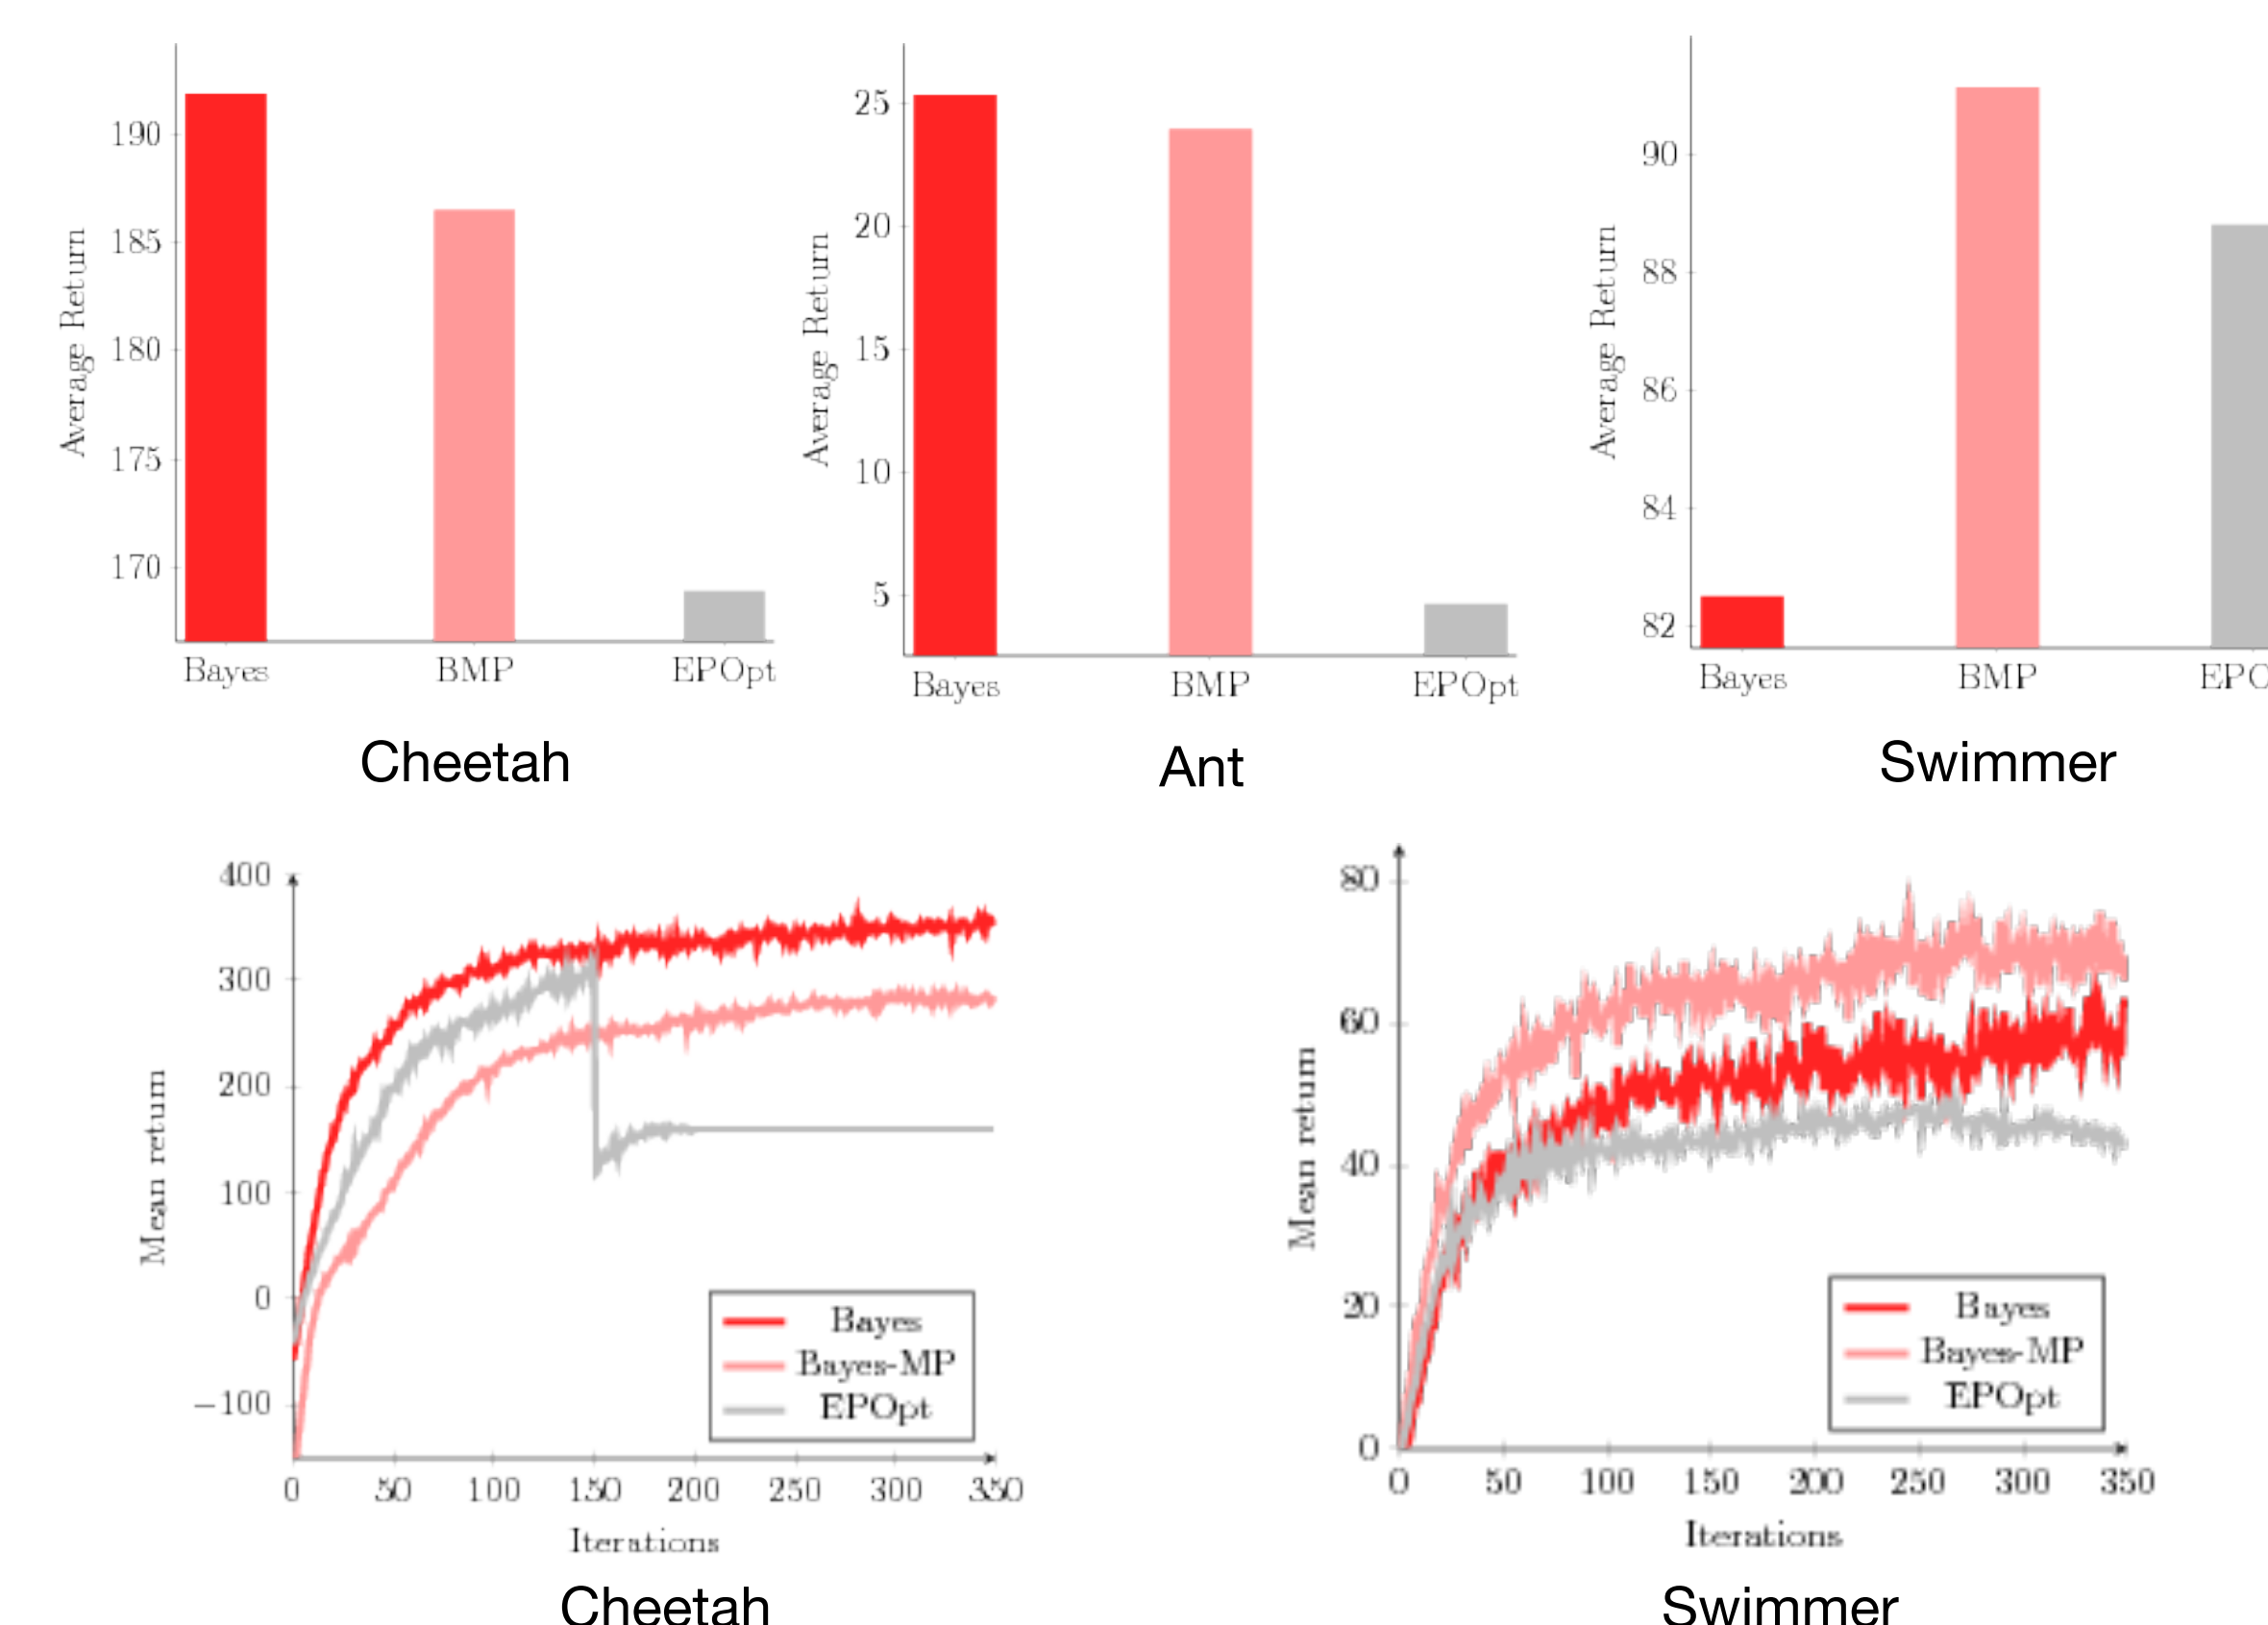 190
185
180
175
170
Average Return
Bayes BMP EPOpt
Cheetah
25
20
15
10
5
Average Return
Bayes BMP EPOpt
Ant
90
88
86
84
82
Average Return
Bayes BMP EPO
Swimmer
400
300
200
100
0
−100
Mean return
0 50 100 150 200 250 300 350
Iterations
Bayes
Bayes-MP
EPOpt
Cheetah
80
60
40
20
0
Mean return
0 50 100 150 200 250 300 350
Iterations
Bayes
Bayes-MP
EPOpt
Swimmer